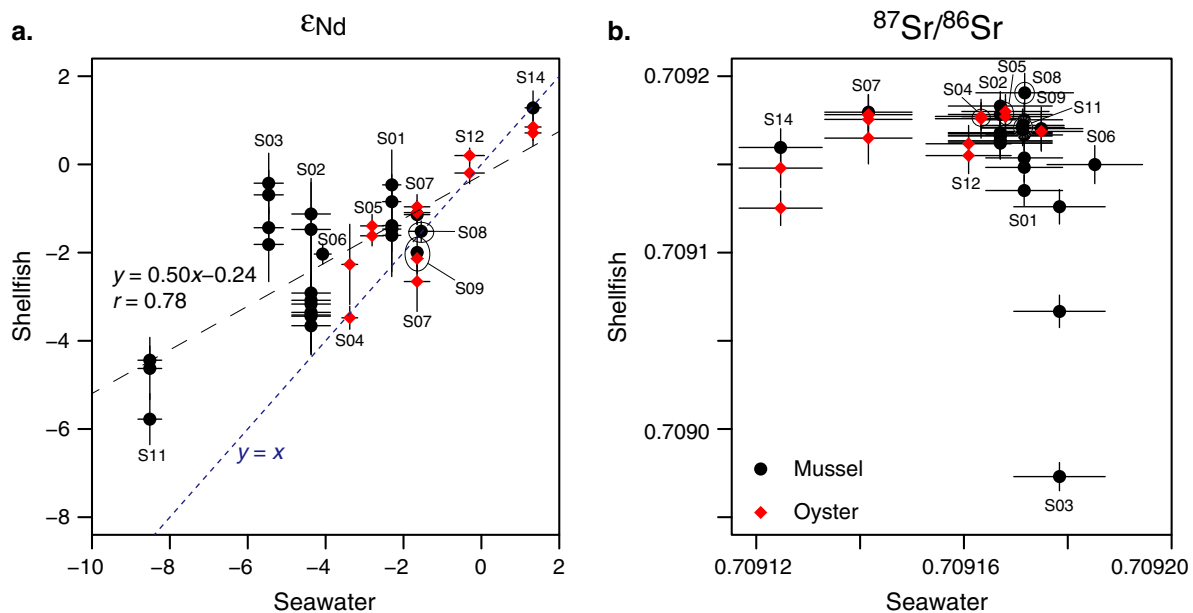 a.
εNd
S14
S03
S02
S01
S12
S07
S05
S06
S08
S09
S07
S04
S11
y = 0.50x−0.24
r = 0.78
y = x
2
0
−2
−4
−6
−8
Shellfish
−10
−8
−6
−4
−2
0
2
Seawater
b.
87Sr/86Sr
S08
S05
S02
S04
S09
S07
S11
S14
S06
S12
S01
S03
Mussel
Oyster
0.7092
0.7091
0.7090
Shellfish
0.70912
0.70916
0.70920
Seawater